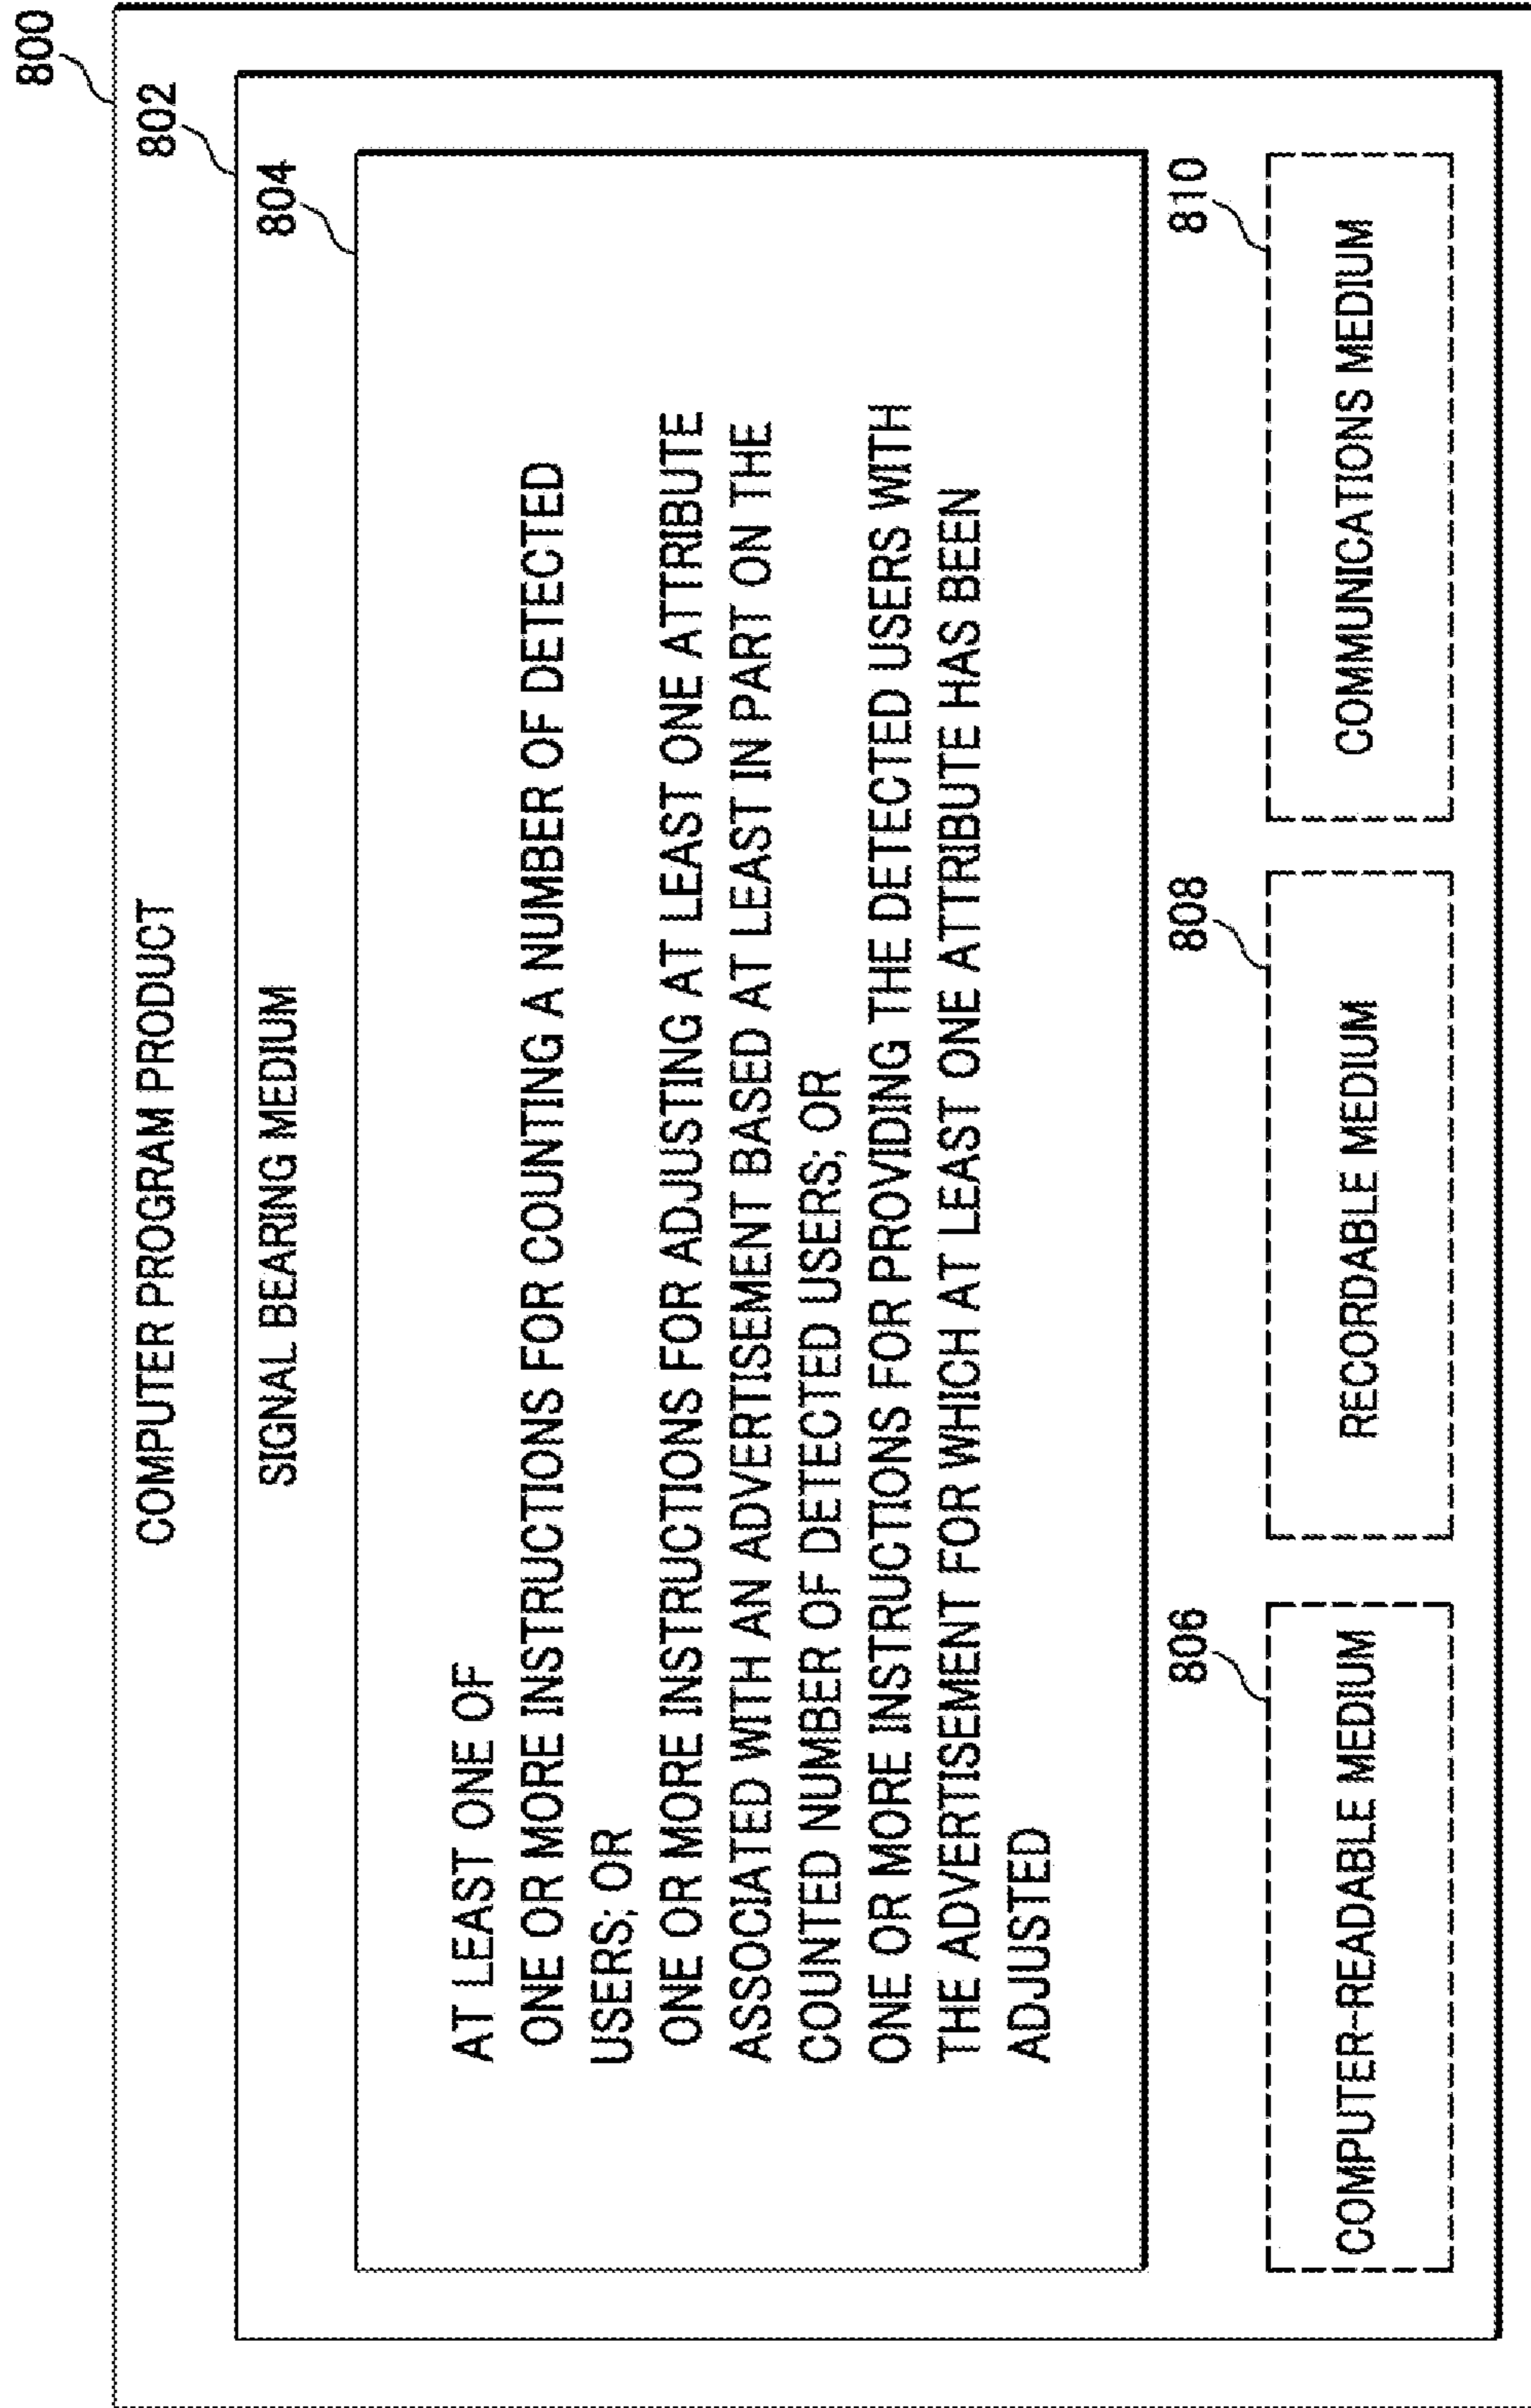 800
COMPUTER PROGRAM PRODUCT
802
SIGNAL BEARING MEDIUM
804
AT LEAST ONE OF
ONE OR MORE INSTRUCTIONS FOR COUNTING A NUMBER OF DETECTED
USERS; OR
ONE OR MORE INSTRUCTIONS FOR ADJUSTING AT LEAST ONE ATTRIBUTE
ASSOCIATED WITH AN ADVERTISEMENT BASED AT LEAST IN PART ON THE
COUNTED NUMBER OF DETECTED USERS; OR
ONE OR MORE INSTRUCTIONS FOR PROVIDING THE DETECTED USERS WITH
THE ADVERTISEMENT FOR WHICH AT LEAST ONE ATTRIBUTE HAS BEEN
ADJUSTED
806
COMPUTER-READABLE MEDIUM
808
RECORDABLE MEDIUM
810
COMMUNICATIONS MEDIUM